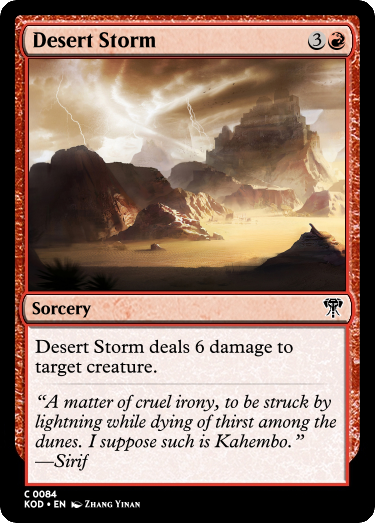 Desert Storm 3
Sorcery
Desert Storm deals 6 damage to
target creature.
“A matter of cruel irony, to be struck by
lightning while dying of thirst among the
dunes. I suppose such is Kahembo.”
—Sirif
C 0084
KOD • EN Zhang Yinan